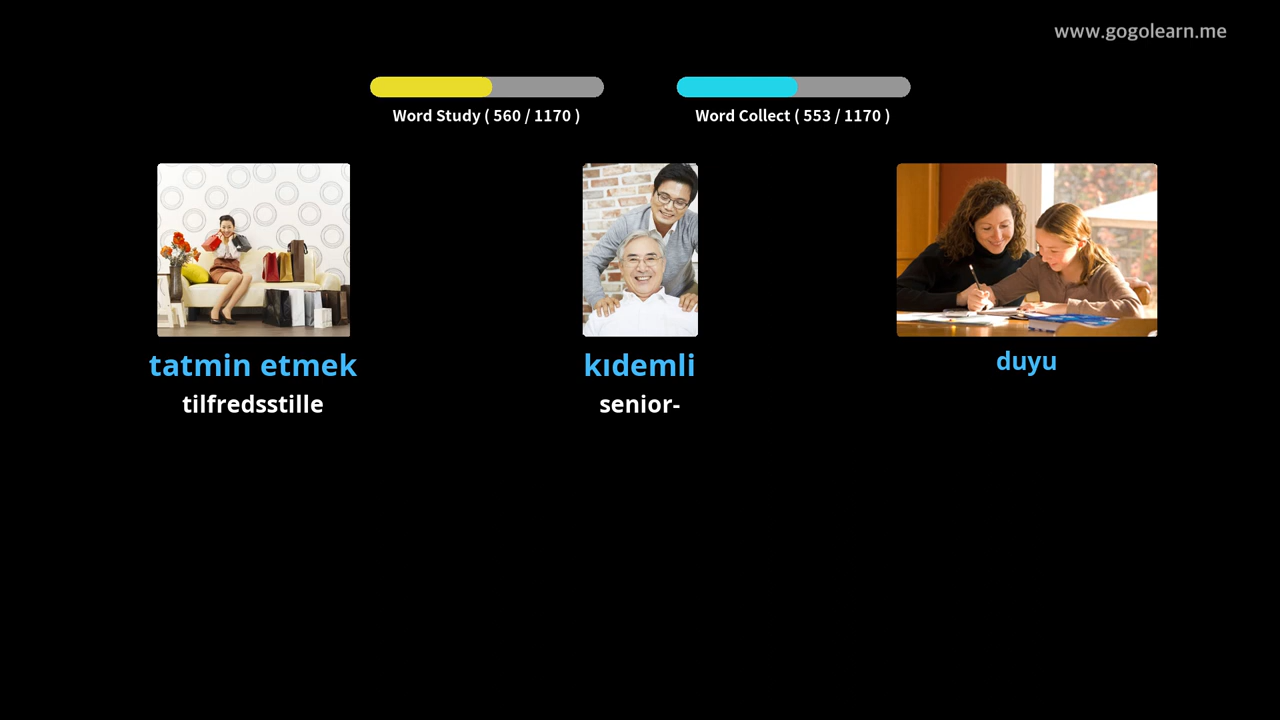 www.gogolearn.me
Word Study ( 560 / 1170 )
Word Collect ( 553 / 1170 )
tatmin etmek
tilfredsstille
kıdemli
senior-
duyu